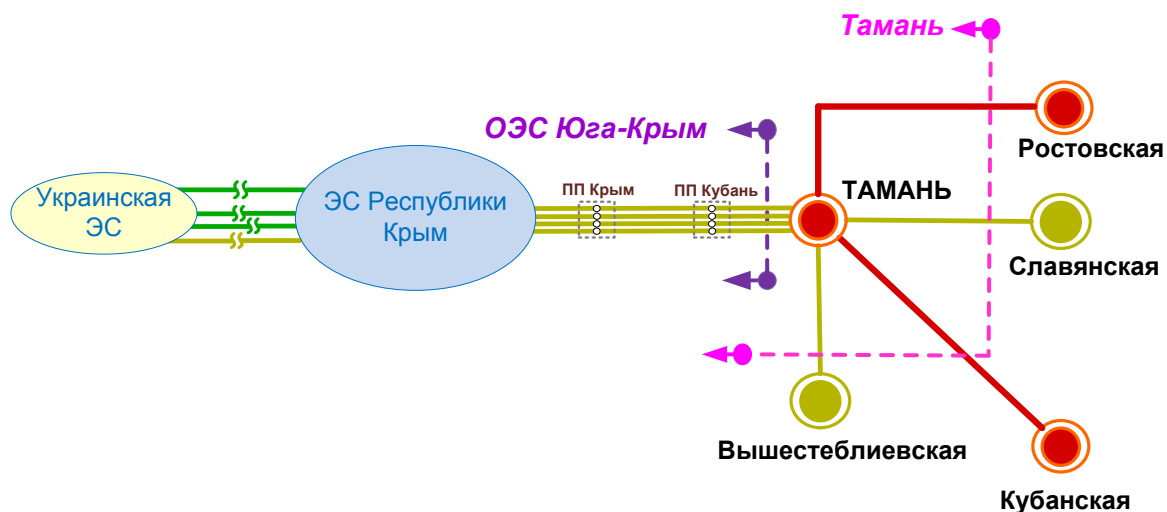 Тамань
ОЭС Юга-Крым
Ростовская
Украинская
ЭС
ЭС Республики
Крым
ПП Крым
ПП Кубань
ТАМАНЬ
Славянская
Вышестеблиевская
Кубанская